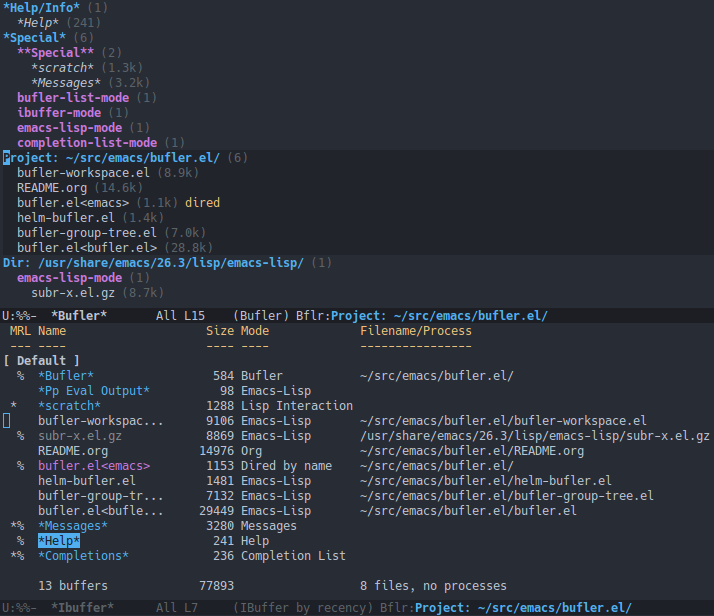 *Help/Info* (1)
*Help* (241)
*Special* (6)
**Special** (2)
*scratch* (1.3k)
*Messages* (3.2k)
bufler-list-mode (1)
ibuffer-mode (1)
emacs-lisp-mode (1)
completion-list-mode (1)
Project: ~/src/emacs/bufler.el/ (6)
bufler-workspace.el (8.9k)
README.org (14.6k)
bufler.el<emacs> (1.1k) dired
helm-bufler.el (1.4k)
bufler-group-tree.el (7.0k)
bufler.el<bufler.el> (28.8k)
Dir: /usr/share/emacs/26.3/lisp/emacs-lisp/ (1)
emacs-lisp-mode (1)
subr-x.el.gz (8.7k)
U:%%-  *Bufler*       All L15    (Bufler) Bflr:Project: ~/src/emacs/bufler.el/
MRL Name                    Size Mode             Filename/Process
--- ----                    ---- ----             ----------------
[ Default ]
%  *Bufler*                 584 Bufler           ~/src/emacs/bufler.el/
*Pp Eval Output*          98 Emacs-Lisp
*   *scratch*               1288 Lisp Interaction
bufler-workspac...      9106 Emacs-Lisp       ~/src/emacs/bufler.el/bufler-workspace.el
%  subr-x.el.gz            8869 Emacs-Lisp       /usr/share/emacs/26.3/lisp/emacs-lisp/subr-x.el.gz
README.org             14976 Org              ~/src/emacs/bufler.el/README.org
%  bufler.el<emacs>        1153 Dired by name    ~/src/emacs/bufler.el/
helm-bufler.el          1481 Emacs-Lisp       ~/src/emacs/bufler.el/helm-bufler.el
bufler-group-tr...      7132 Emacs-Lisp       ~/src/emacs/bufler.el/bufler-group-tree.el
bufler.el<bufle...     29449 Emacs-Lisp       ~/src/emacs/bufler.el/bufler.el
*%  *Messages*              3280 Messages
%  *Help*                   241 Help
*%  *Completions*            236 Completion List
13 buffers             77893                  8 files, no processes
U:%%-  *Ibuffer*      All L7     (IBuffer by recency) Bflr:Project: ~/src/emacs/bufler.el/